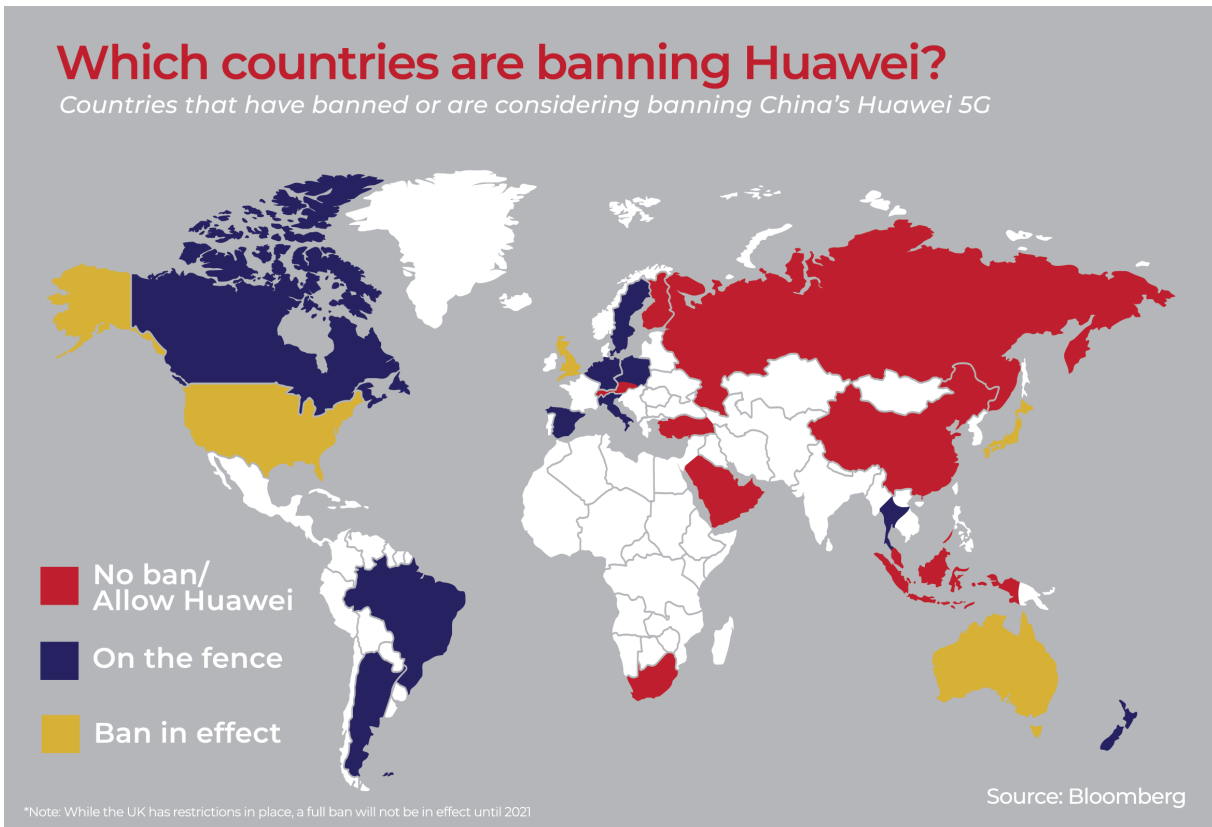 Which countries are banning Huawei?
Countries that have banned or are considering banning China's Huawei 5G
No ban/
Allow Huawei
On the fence
Ban in effect
*Note: While the UK has restrictions in place, a full ban will not be in effect until 2021
Source: Bloomberg